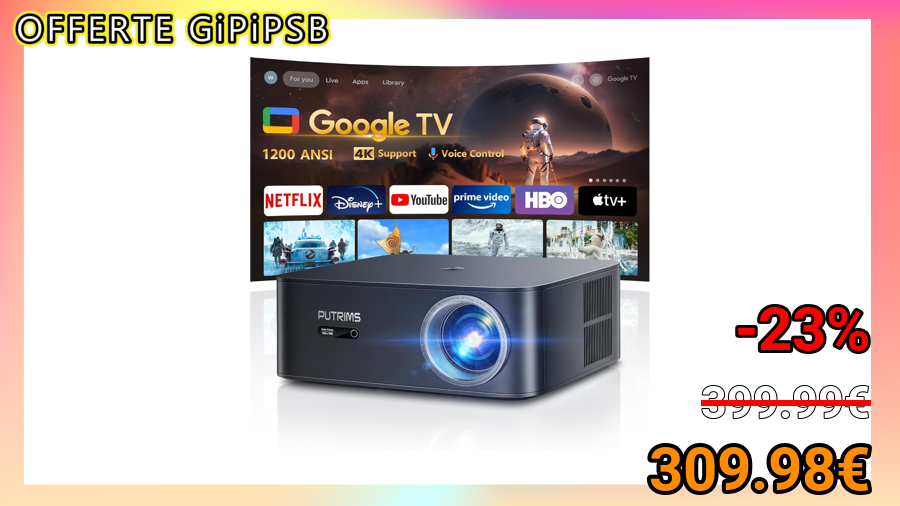 OFFERTE GiPiPSB
W For you Live Apps Library Google TV
Google TV
1200 ANSI 4K Support Voice Control
NETFLIX Disney+ YouTube prime video HBO tv+
PUTRIMS
-23%
399.99€
309.98€